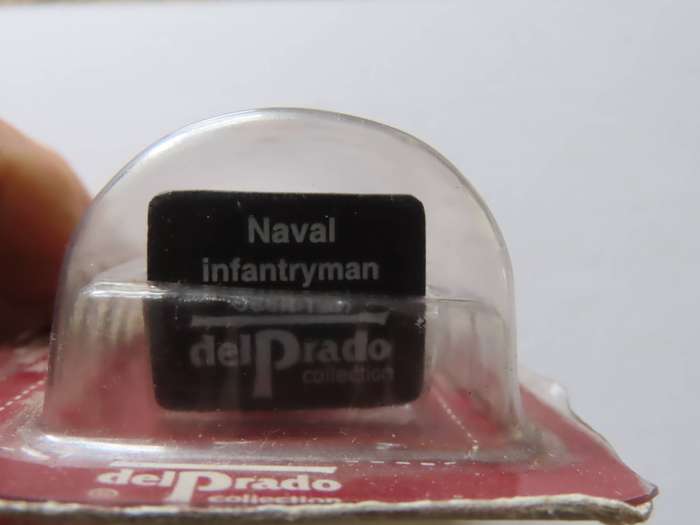 Naval
infantryman
delPrado
collection
delPrado
® collection